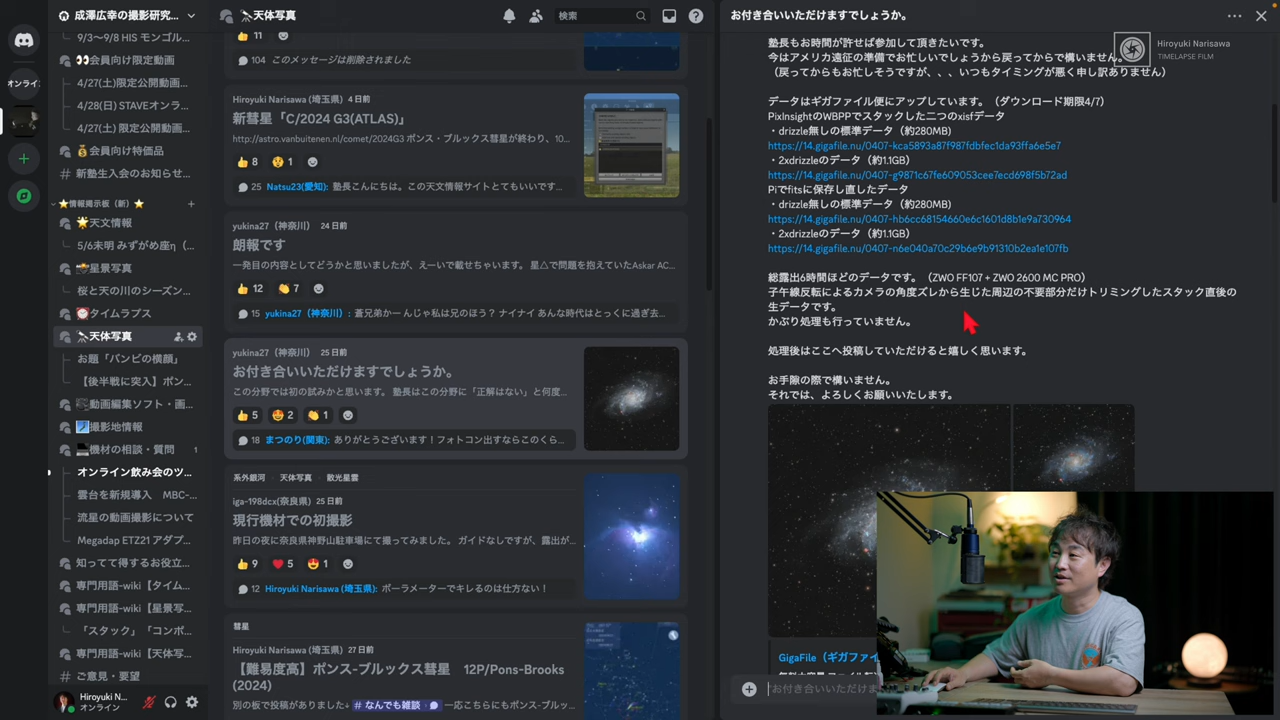 成澤広幸の撮影研究...
9/3〜9/8 HIS モンゴル...
👀会員向け限定動画
4/27(土)限定公開動画...
4/28(日) STAVEオンラ...
4/27(土) 限定公開動画...
💰会員向け特価品
新塾生入会のお知らせ...
⭐情報掲示板（新）⭐
🌟天文情報
5/6未明 みずがめ座η（...
星景写真
桜と天の川のシーズン...
⏰タイムラプス
🔭天体写真
お題「バンビの横顔」
【後半戦に突入】ポン...
動画編集ソフト・画...
撮影地情報
機材の相談・質問 1
オンライン飲み会のツ...
雲台を新規導入 MBC-...
流星の動画撮影について
Megadap ETZ21 アダプ...
知ってて得するお役立...
専門用語-wiki【タイム...
専門用語-wiki【星景写...
「スタック」「コンポ...
専門用語-wiki【天体写...
ご意見・要望
Hiroyuki N...
オンライン
オンライ
🔭天体写真
検索
👍 11
104 このメッセージは削除されました
Hiroyuki Narisawa (埼玉県) 4 日前
新彗星「C/2024 G3(ATLAS)」
http://astro.vanbuitenen.nl/comet/2024G3 ポンス・ブルックス彗星が終わり、10...
👍 8 😲 1
25 Natsu23(愛知): 塾長こんにちは。この天文情報サイトとてもいいです...
yukina27（神奈川） 24 日前
朗報です
一発目の内容としてどうかと思いましたが、えーいで載せちゃいます。 星△で問題を抱えていたAskar AC...
👍 12 👏 7
15 yukina27（神奈川）: 蒼兄弟かーんじゃ私は兄のほう？ ナイナイ あんな時代はとっくに過ぎ去...
yukina27（神奈川） 25 日前
お付き合いいただけますでしょうか。
この分野では初の試みかと思います。 塾長はこの分野に「正解はない」と何度...
👍 5 😍 2 👏 1
18 まつのり(関東): ありがとうございます！フォトコン出すならこのくら...
系外銀河 天体写真 散光星雲
iga-198dcx(奈良県) 25 日前
現行機材での初撮影
昨日の夜に奈良県神野山駐車場にて撮ってみました。 ガイドなしですが、露出が...
👍 9 ❤ 5 😍 1
12 Hiroyuki Narisawa (埼玉県): ポーラメーターでキレるのは仕方ない！
彗星
Hiroyuki Narisawa (埼玉県) 27 日前
【難易度高】ポンス-ブルックス彗星 12P/Pons-Brooks
(2024)
別の板で投稿がありました↓ # なんでも雑談 一応こちらにもポンス-ブルッ...
お付き合いいただけますでしょうか。
Hiroyuki Narisawa
TIMELAPSE FILM
塾長もお時間が許せば参加して頂きたいです。
今はアメリカ遠征の準備でお忙しいでしょうから戻ってからで構いません。
（戻ってからもお忙しそうですが、、、いつもタイミングが悪く申し訳ありません）
データはギガファイル便にアップしています。（ダウンロード期限4/7）
PixInsightのWBPPでスタックした二つのxisfデータ
・drizzle無しの標準データ（約280MB）
https://14.gigafile.nu/0407-kca5893a87f987fdbfec1da93ffa6e5e7
・2xdrizzleのデータ（約1.1GB）
https://14.gigafile.nu/0407-g9871c67fe609053cee7ecd698f5b72ad
Piでfitsに保存し直したデータ
・drizzle無しの標準データ（約280MB）
https://14.gigafile.nu/0407-hb6cc68154660e6c1601d8b1e9a730964
・2xdrizzleのデータ（約1.1GB）
https://14.gigafile.nu/0407-n6e040a70c29b6e9b91310b2ea1e107fb
総露出6時間ほどのデータです。（ZWO FF107 + ZWO 2600 MC PRO）
子午線反転によるカメラの角度ズレから生じた周辺の不要部分だけトリミングしたスタック直後の
生データです。
かぶり処理も行っていません。
処理後はここへ投稿していただけると嬉しく思います。
お手隙の際で構いません。
それでは、よろしくお願いいたします。
GigaFile（ギガファイ
"お付き合いいただけま